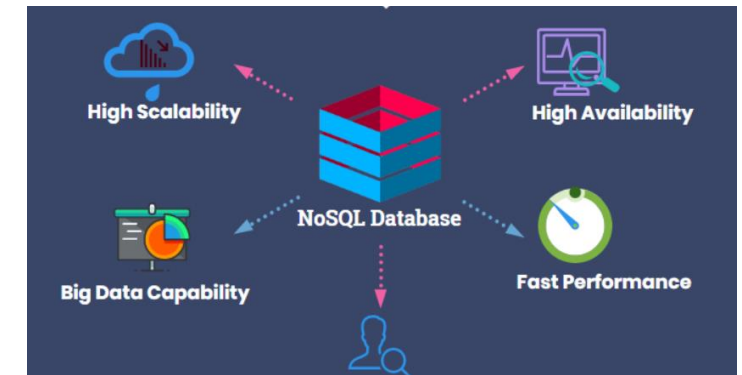 High Scalability
High Availability
NoSQL Database
Big Data Capability
Fast Performance